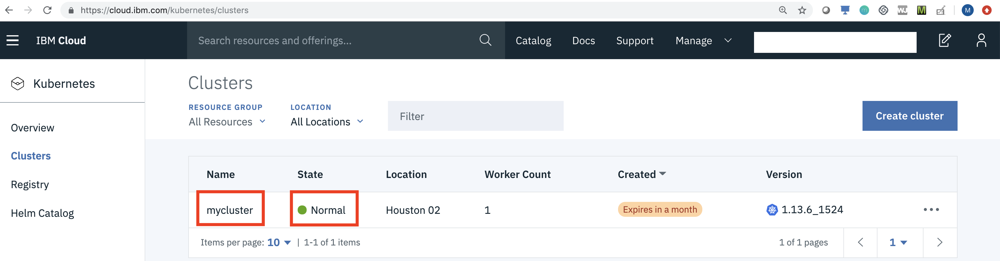 https://cloud.ibm.com/kubernetes/clusters
IBM Cloud
Search resources and offerings...
Catalog
Docs
Support
Manage
Kubernetes
Overview
Clusters
Registry
Helm Catalog
Clusters
RESOURCE GROUP
All Resources
LOCATION
All Locations
Filter
Create cluster
Name State Location Worker Count Created Version
mycluster Normal Houston 02 1 Expires in a month 1.13.6_1524
Items per page: 10 | 1-1 of 1 items
1 of 1 pages
1